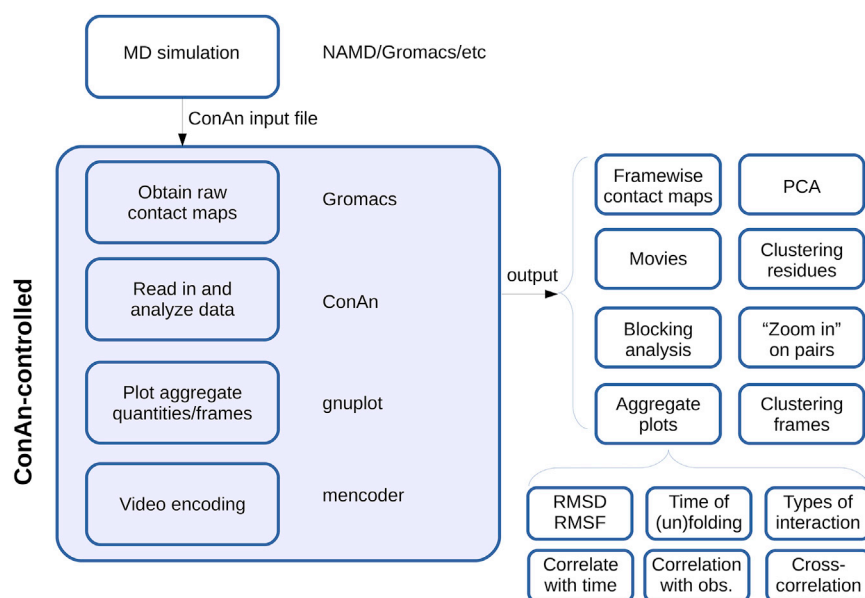 MD simulation
NAMD/Gromacs/etc
ConAn input file
ConAn-controlled
Obtain raw
contact maps
Gromacs
Read in and
analyze data
ConAn
Plot aggregate
quantities/frames
gnuplot
Video encoding
mencoder
output
Framewise
contact maps
PCA
Movies
Clustering
residues
Blocking
analysis
“Zoom in”
on pairs
Aggregate
plots
Clustering
frames
RMSD
RMSF
Time of
(un)folding
Types of
interaction
Correlate
with time
Correlation
with obs.
Cross-
correlation